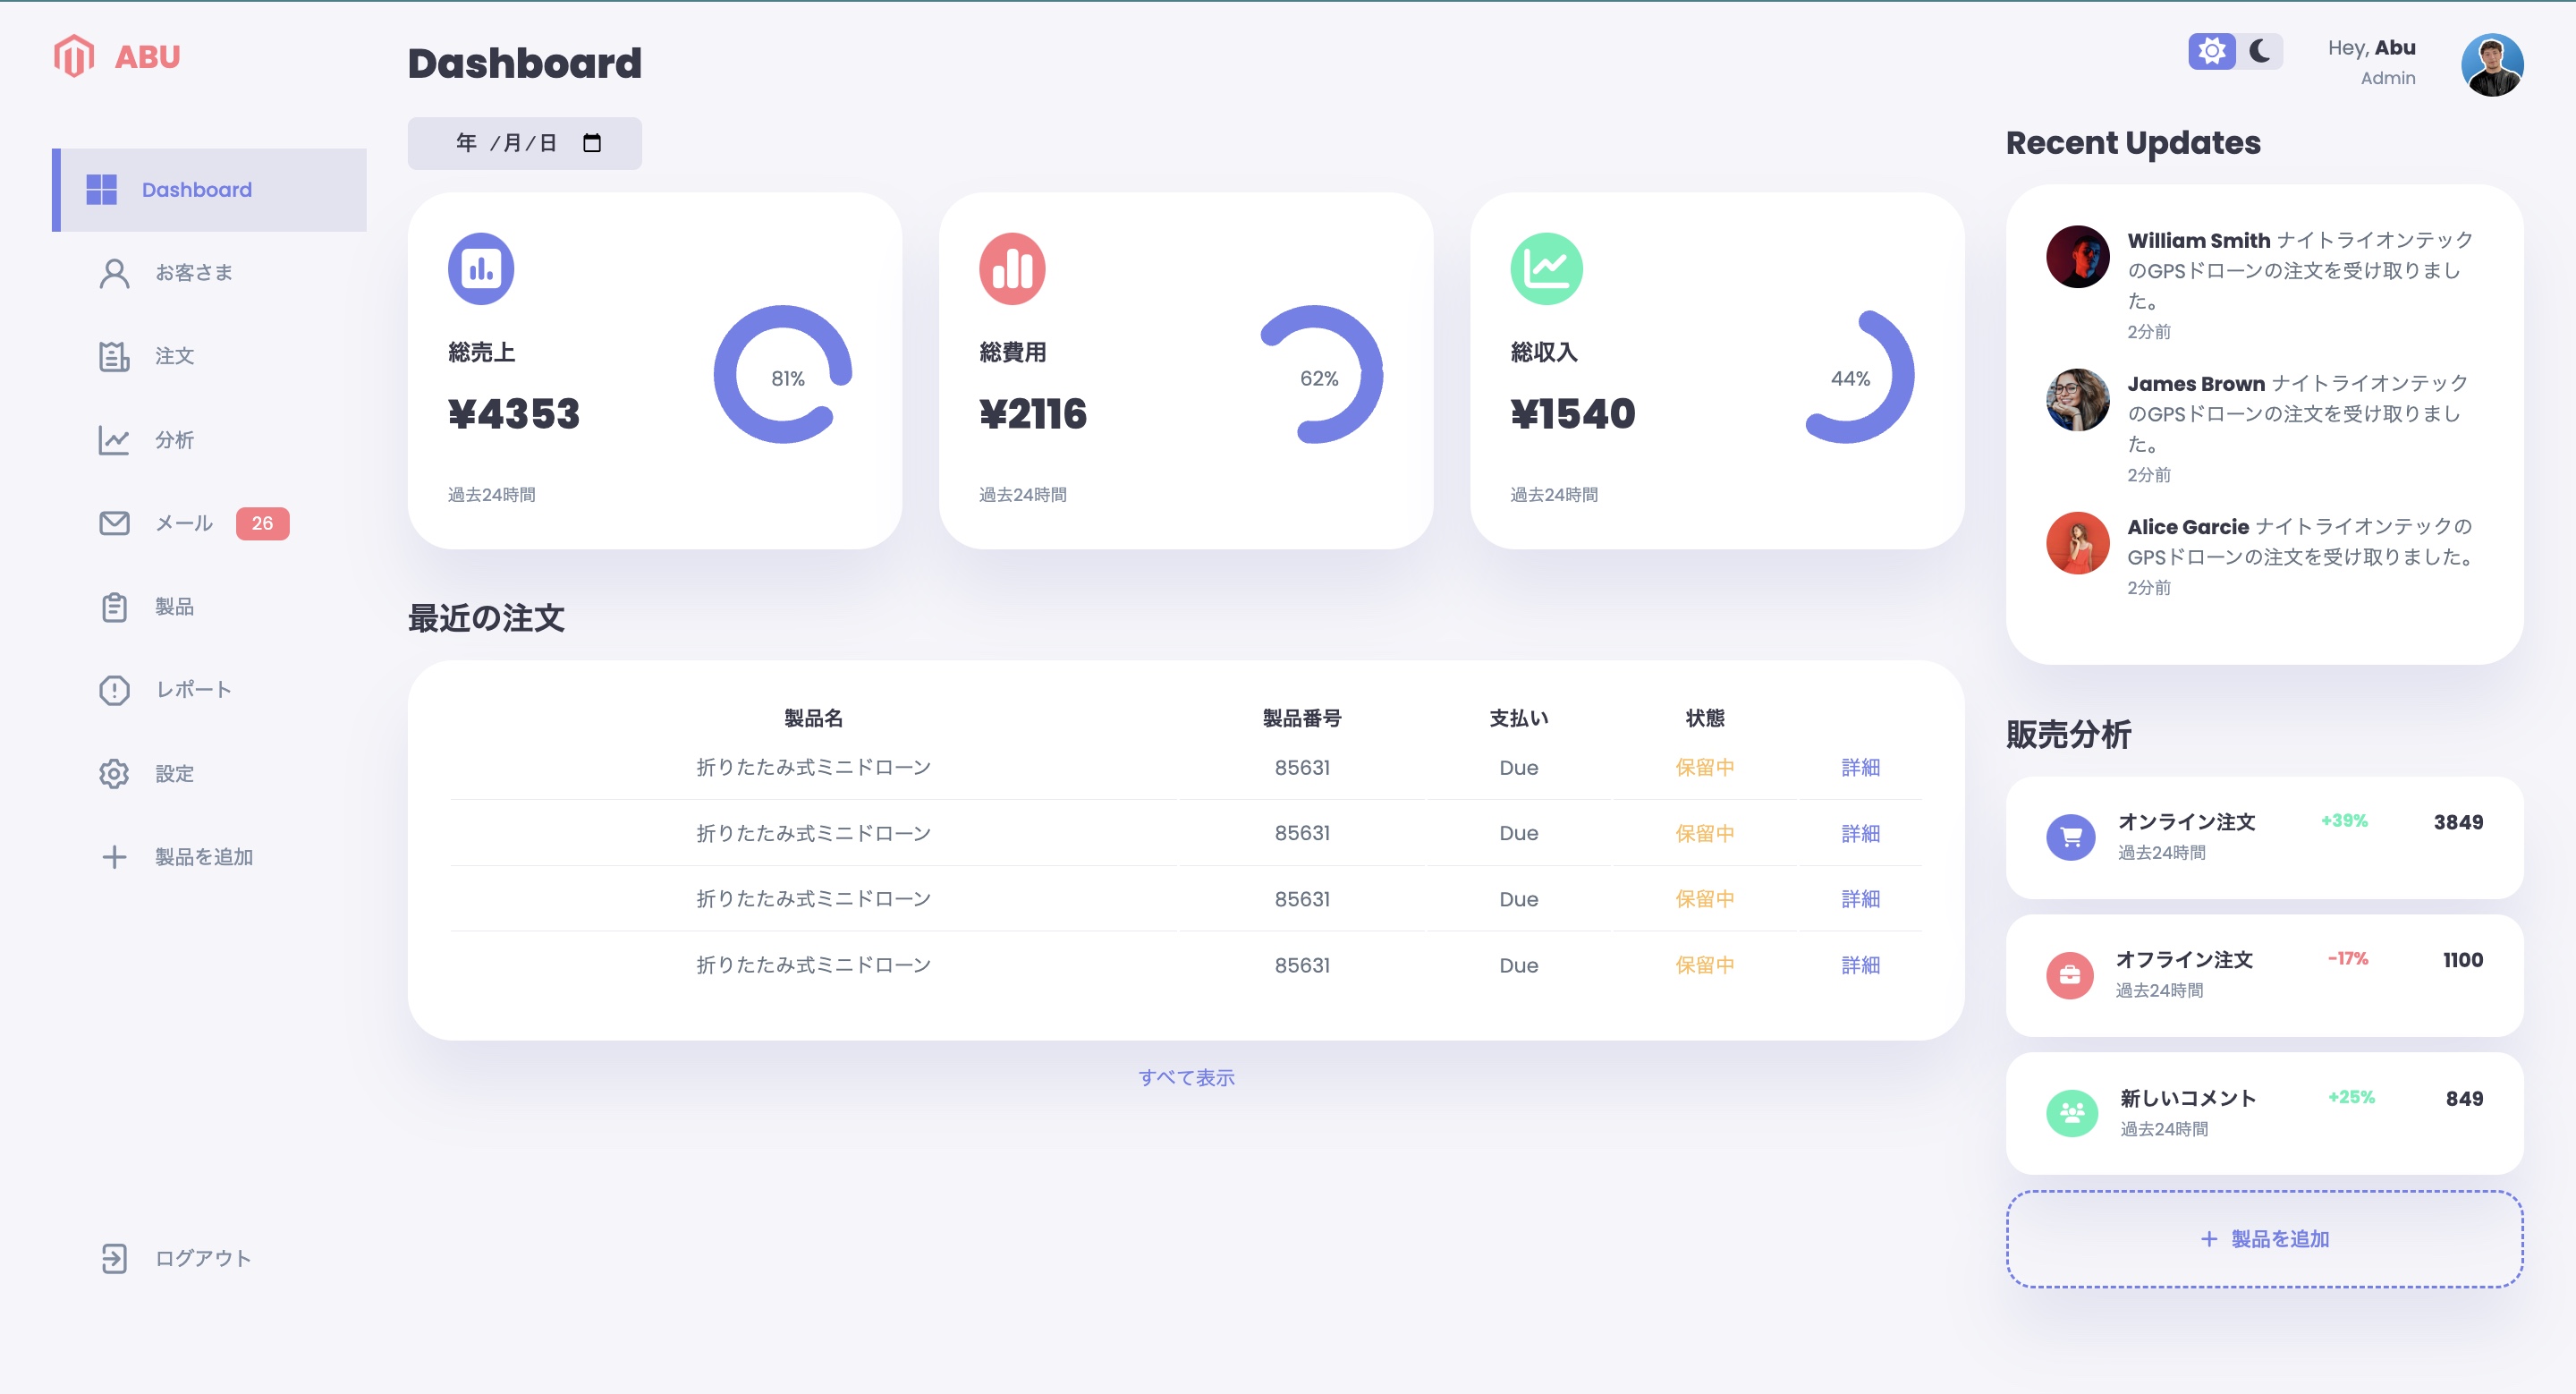 ABU
Dashboard
お客さま
注文
分析
メール 26
製品
レポート
設定
製品を追加
ログアウト
Dashboard
年 /月/日
総売上
¥4353
81%
過去24時間
総費用
¥2116
62%
過去24時間
総収入
¥1540
44%
過去24時間
最近の注文
製品名 製品番号 支払い 状態
折りたたみ式ミニドローン 85631 Due 保留中 詳細
折りたたみ式ミニドローン 85631 Due 保留中 詳細
折りたたみ式ミニドローン 85631 Due 保留中 詳細
折りたたみ式ミニドローン 85631 Due 保留中 詳細
すべて表示
Hey, Abu
Admin
Recent Updates
William Smith ナイトライオンテック
のGPSドローンの注文を受け取りまし
た。
2分前
James Brown ナイトライオンテック
のGPSドローンの注文を受け取りまし
た。
2分前
Alice Garcie ナイトライオンテックの
GPSドローンの注文を受け取りました。
2分前
販売分析
オンライン注文 +39% 3849
過去24時間
オフライン注文 -17% 1100
過去24時間
新しいコメント +25% 849
過去24時間
+ 製品を追加